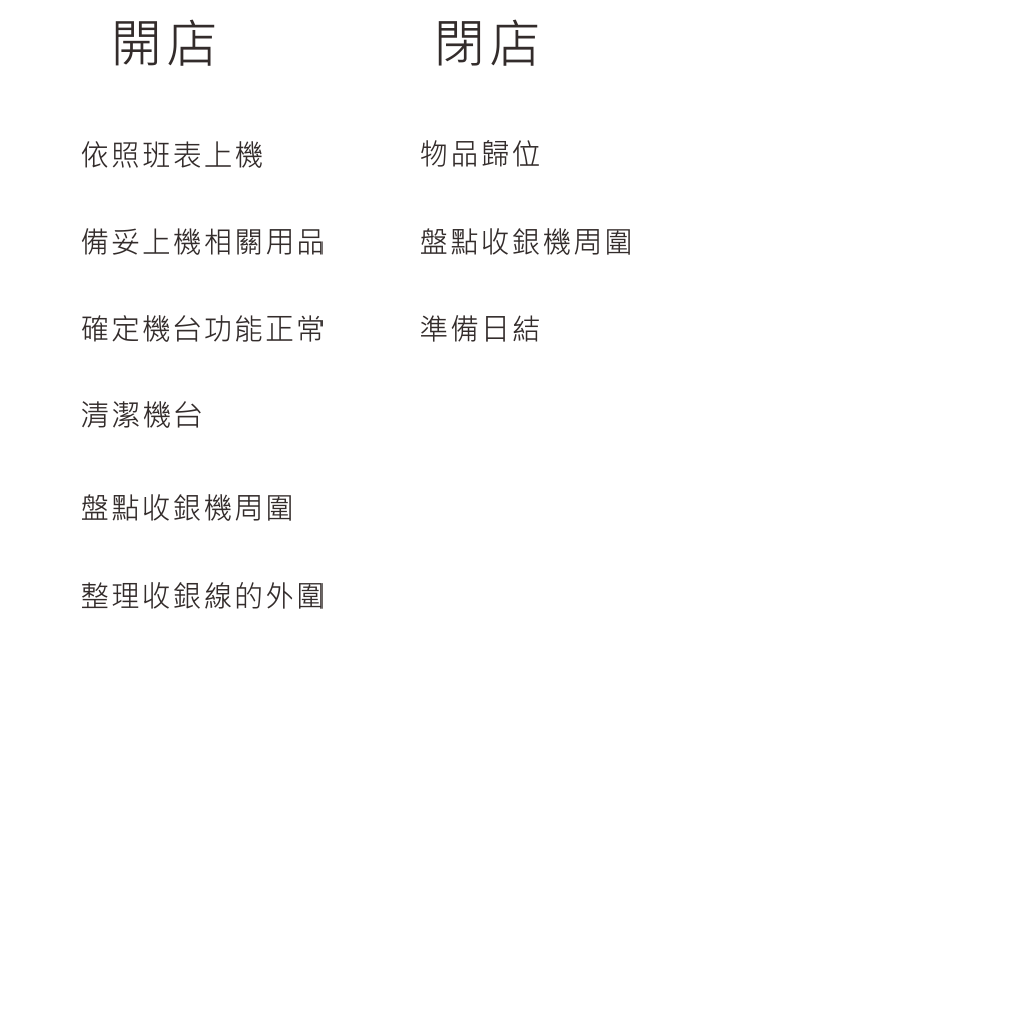 開店
依照班表上機
備妥上機相關用品
確定機台功能正常
清潔機台
盤點收銀機周圍
整理收銀線的外圍
閉店
物品歸位
盤點收銀機周圍
準備日結